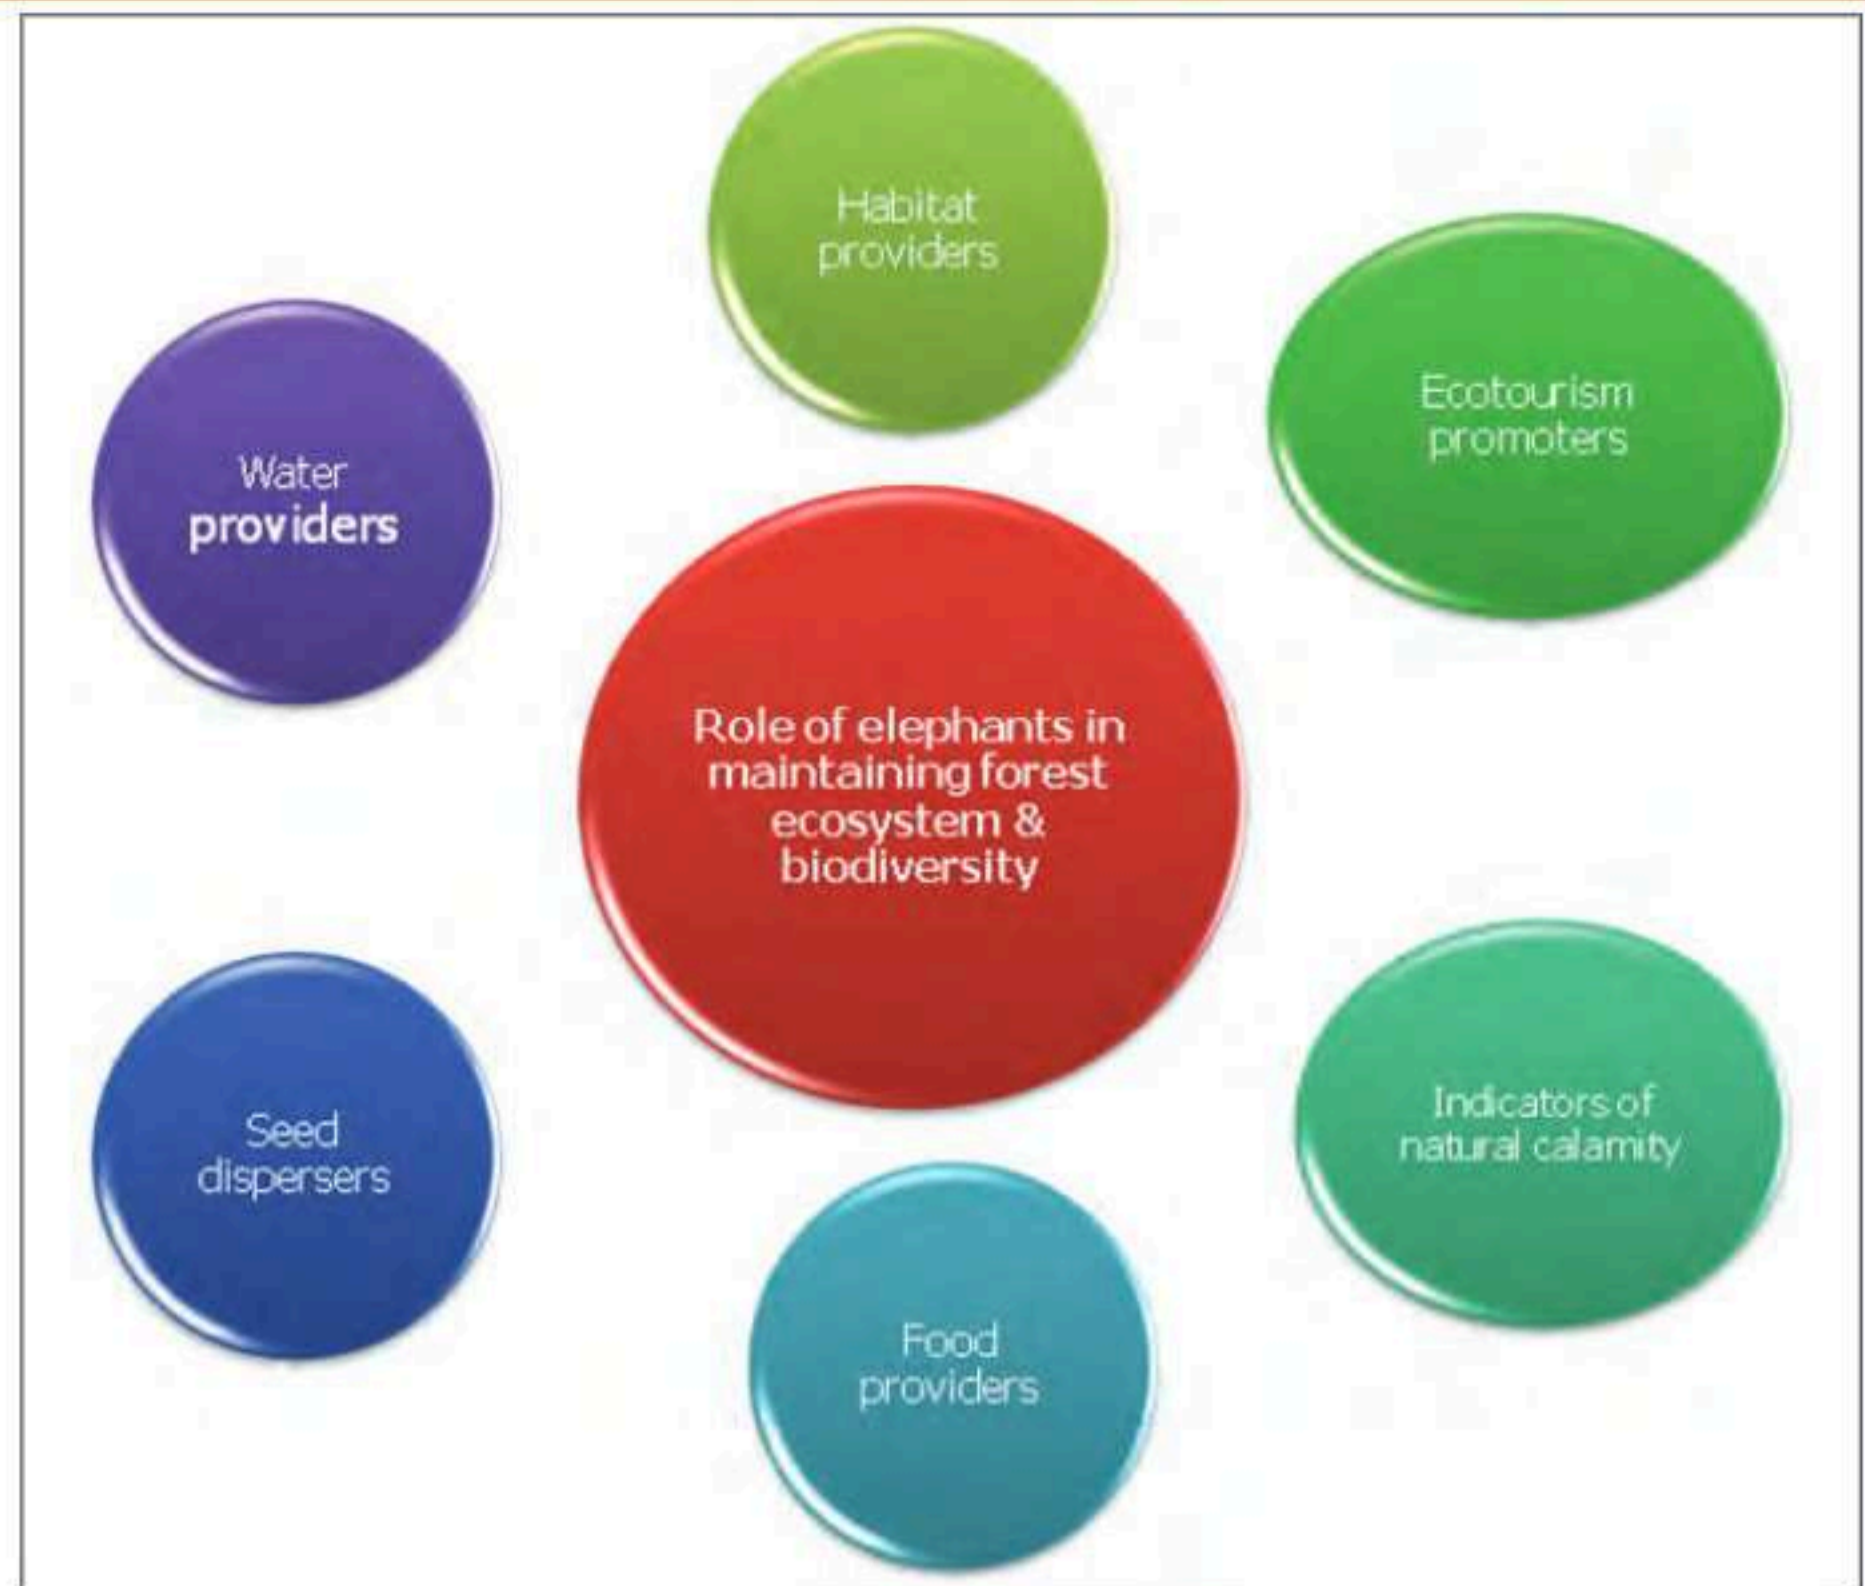 Habitat
providers
Ecotourism
promoters
Water
providers
Role of elephants in
maintaining forest
ecosystem &
biodiversity
Indicators of
natural calamity
Seed
dispersers
Food
providers